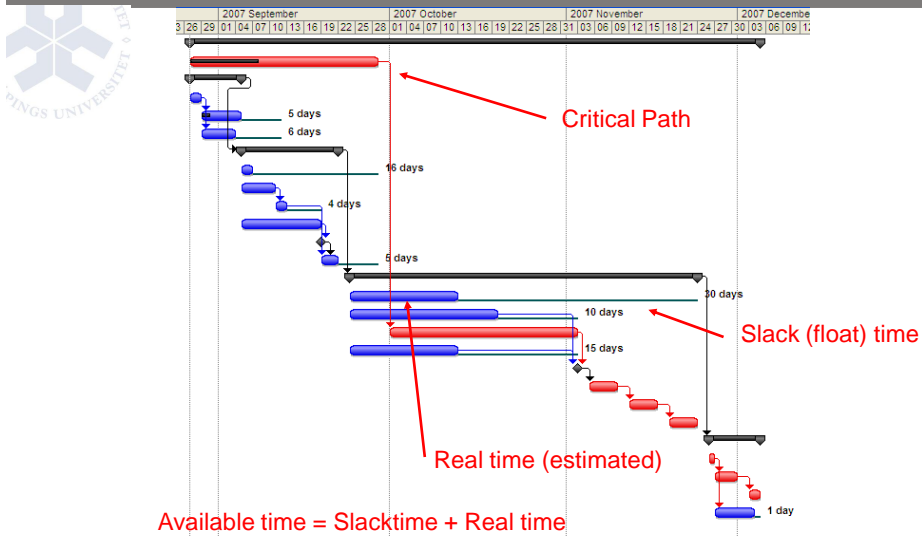 2007 September 2007 October 2007 November 2007 Decembe
3 26 29 01 04 07 10 13 16 19 22 25 28 01 04 07 10 13 16 19 22 25 28 31 03 06 09 12 15 18 21 24 27 30 03 06 09 12
PINGS UNIVERSITET
Critical Path
5 days
6 days
16 days
4 days
5 days
30 days
10 days
Slack (float) time
15 days
Real time (estimated)
1 day
Available time = Slacktime + Real time